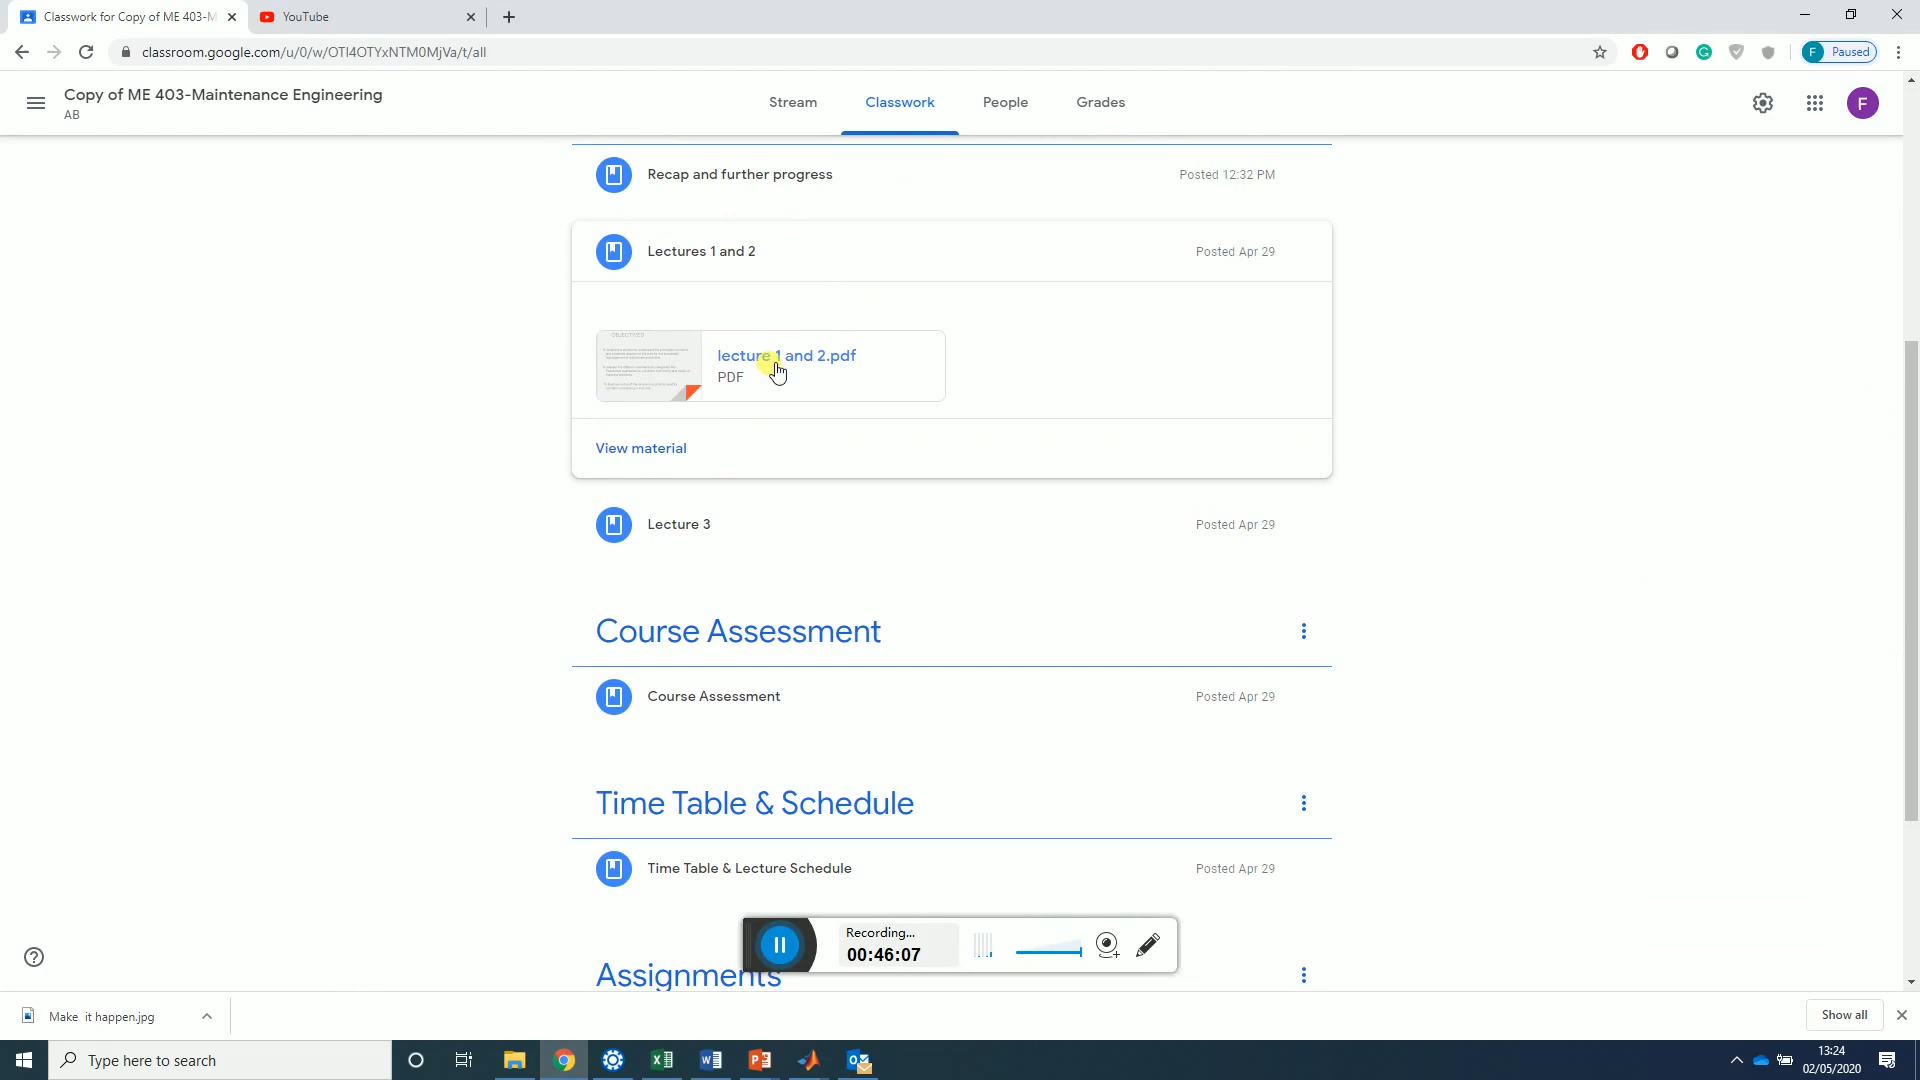 Classwork for Copy of ME 403-M
YouTube
classroom.google.com/u/0/w/OTI4OTYxNTM0MjVa/t/all
F Paused
Copy of ME 403-Maintenance Engineering
AB
Stream
Classwork
People
Grades
F
Recap and further progress
Posted 12:32 PM
Lectures 1 and 2
Posted Apr 29
OBJECTIVES
lecture 1 and 2.pdf
PDF
View material
Lecture 3
Posted Apr 29
Course Assessment
Course Assessment
Posted Apr 29
Time Table & Schedule
Time Table & Lecture Schedule
Posted Apr 29
Recording...
00:46:07
Assignments
Make it happen.jpg
Show all
Type here to search
13:24
02/05/2020